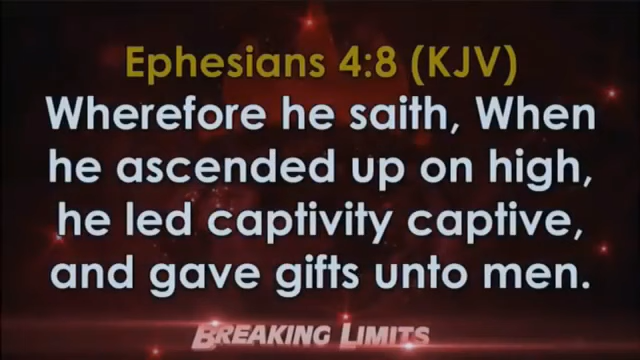 Ephesians 4:8 (KJV)
Wherefore he saith, When
he ascended up on high,
he led captivity captive,
and gave gifts unto men.
BREAKING LIMITS